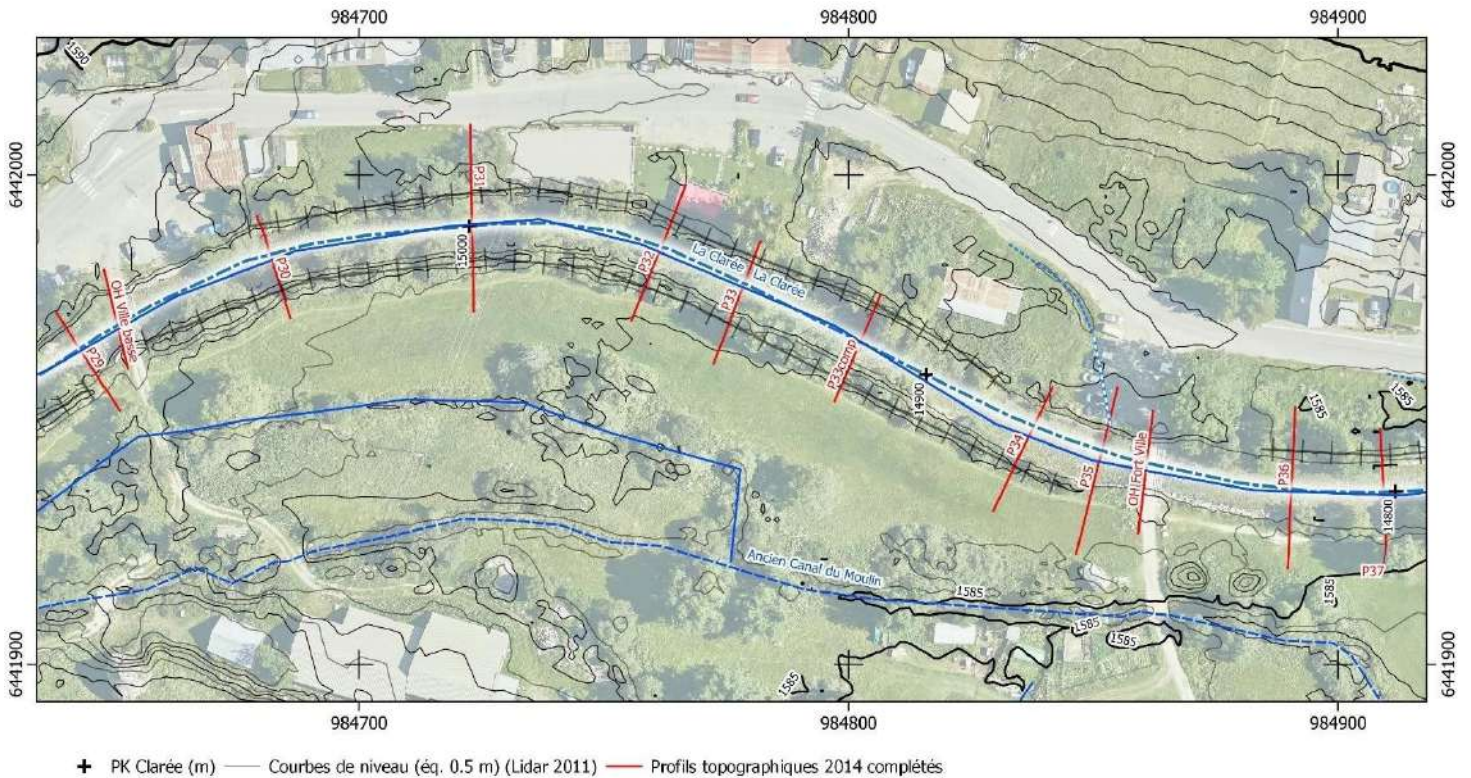 984700 984800 984900
1590
6442000 6442000
P31
P30
15000
P32
La Clarée La Clarée
P33
OH Ville basse
P29
P33comp
14900
1585
1585
P34
P35
OH Fort Ville
P36
14800
P37
Ancien Canal du Moulin
1585
1585
1585
1585
1585
6441900 6441900
984700 984800 984900
PK Clarée (m) Courbes de niveau (éq. 0.5 m) (Lidar 2011) Profils topographiques 2014 complétés